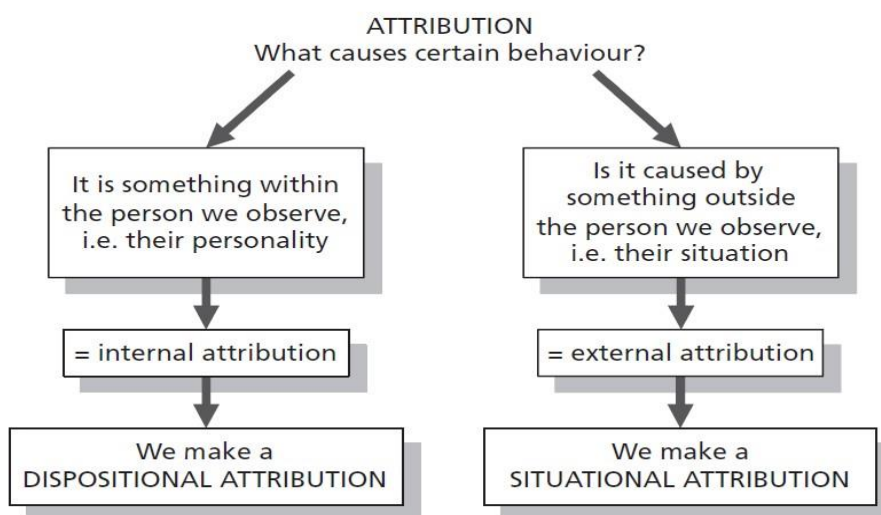 ATTRIBUTION
What causes certain behaviour?
It is something within
the person we observe,
i.e. their personality
Is it caused by
something outside
the person we observe,
i.e. their situation
= internal attribution
= external attribution
We make a
DISPOSITIONAL ATTRIBUTION
We make a
SITUATIONAL ATTRIBUTION